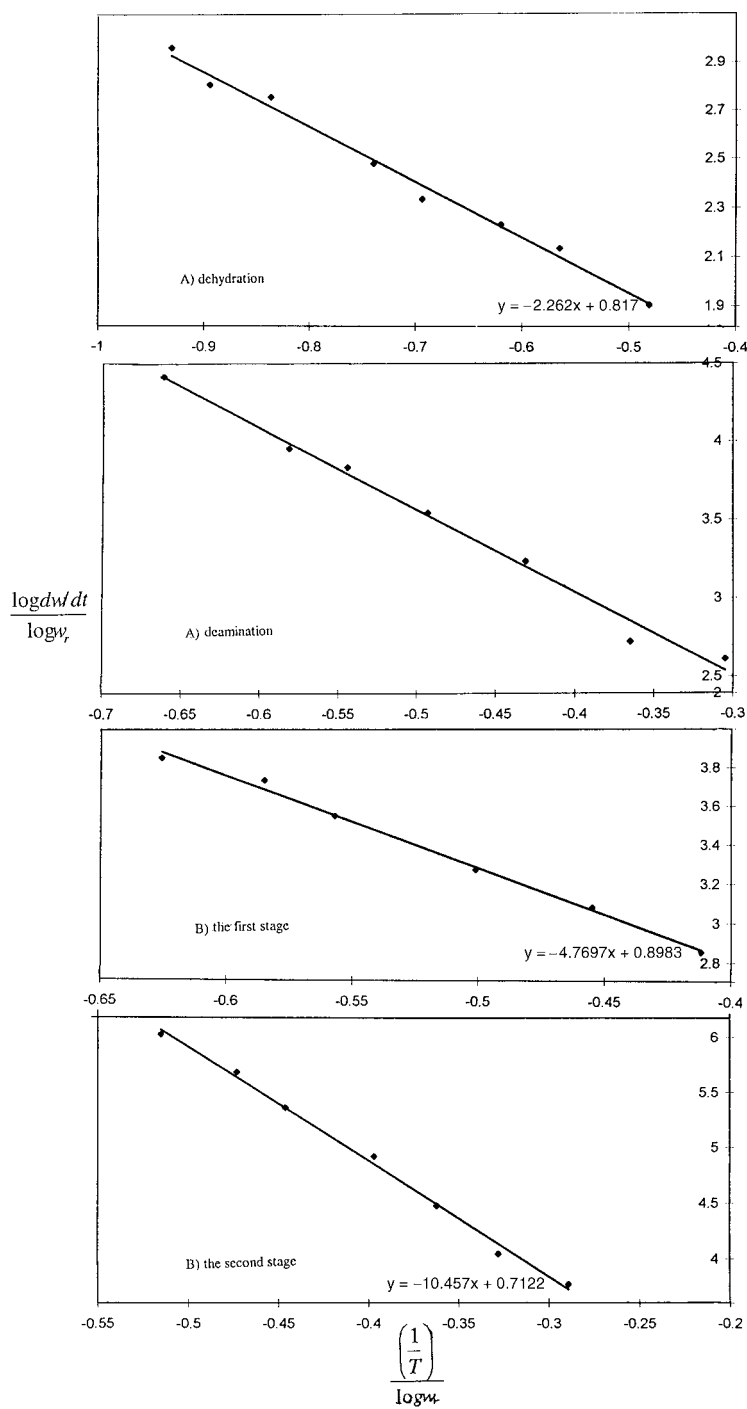 2.9
2.7
2.5
2.3
2.1
1.9
A) dehydration
y = −2.262x + 0.817
-1 -0.9 -0.8 -0.7 -0.6 -0.5 -0.4
4.5
4
3.5
3
2.5
2
A) deamination
-0.7 -0.65 -0.6 -0.55 -0.5 -0.45 -0.4 -0.35 -0.3
log dw/dt
log w_r
3.8
3.6
3.4
3.2
3
2.8
B) the first stage
y = −4.7697x + 0.8983
-0.65 -0.6 -0.55 -0.5 -0.45 -0.4
6
5.5
5
4.5
4
B) the second stage
y = −10.457x + 0.7122
-0.55 -0.5 -0.45 -0.4 -0.35 -0.3 -0.25 -0.2
(1/T)
log w_r